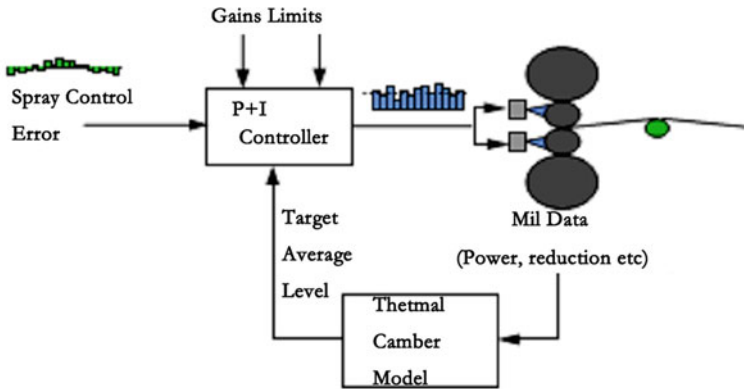 Gains Limits
Spray Control
Error
P+I
Controller
Target
Average
Level
Mil Data
(Power, reduction etc)
Thetmal
Camber
Model